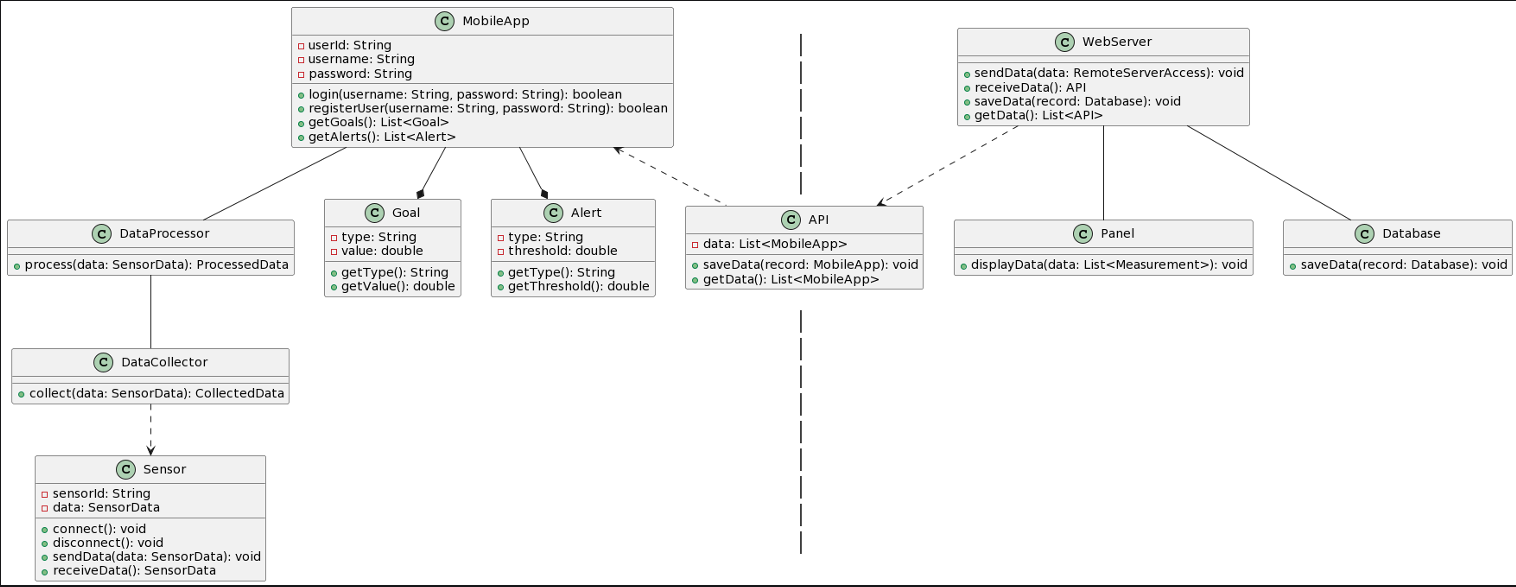 C MobileApp
userId: String
username: String
password: String
login(username: String, password: String): boolean
registerUser(username: String, password: String): boolean
getGoals(): List<Goal>
getAlerts(): List<Alert>
C WebServer
sendData(data: RemoteServerAccess): void
receiveData(): API
saveData(record: Database): void
getData(): List<API>
C DataProcessor
process(data: SensorData): ProcessedData
C Goal
type: String
value: double
getType(): String
getValue(): double
C Alert
type: String
threshold: double
getType(): String
getThreshold(): double
C API
data: List<MobileApp>
saveData(record: MobileApp): void
getData(): List<MobileApp>
C Panel
displayData(data: List<Measurement>): void
C Database
saveData(record: Database): void
C DataCollector
collect(data: SensorData): CollectedData
C Sensor
sensorId: String
data: SensorData
connect(): void
disconnect(): void
sendData(data: SensorData): void
receiveData(): SensorData